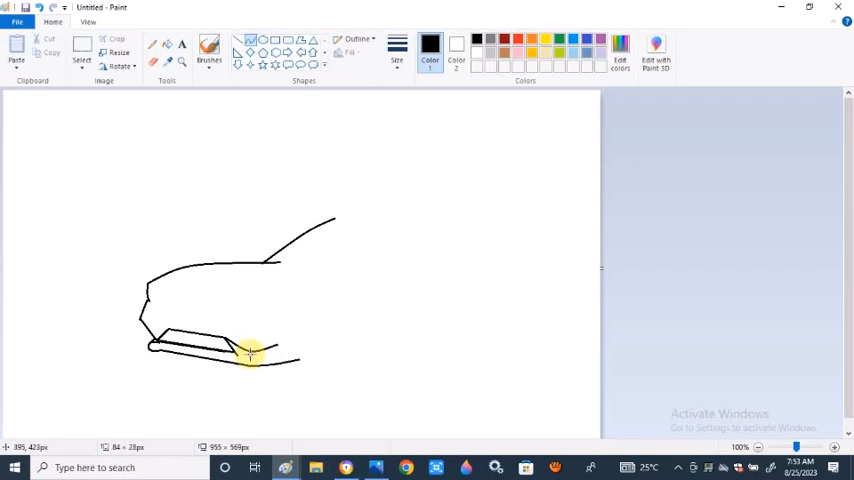 Untitled - Paint
File
Home
View
Paste
Cut
Copy
Clipboard
Select
Crop
Resize
Rotate
Image
A
Tools
Brushes
Outline
Fill
Shapes
Size
Color
1
Color
2
Edit
colors
Colors
Edit with
Paint 3D
Activate Windows
Go to Settings to activate Windows.
395, 423px
84 × 28px
955 × 569px
100%
Type here to search
25°C
7:53 AM
8/25/2023